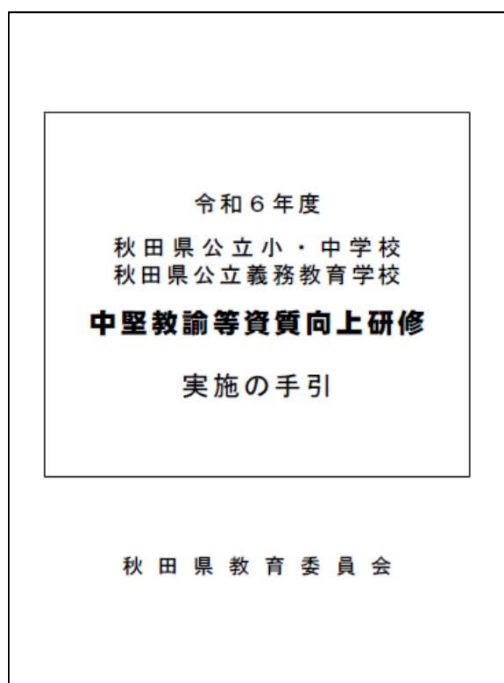 令和６年度
秋田県公立小・中学校
秋田県公立義務教育学校
中堅教諭等資質向上研修
実施の手引
秋田県教育委員会